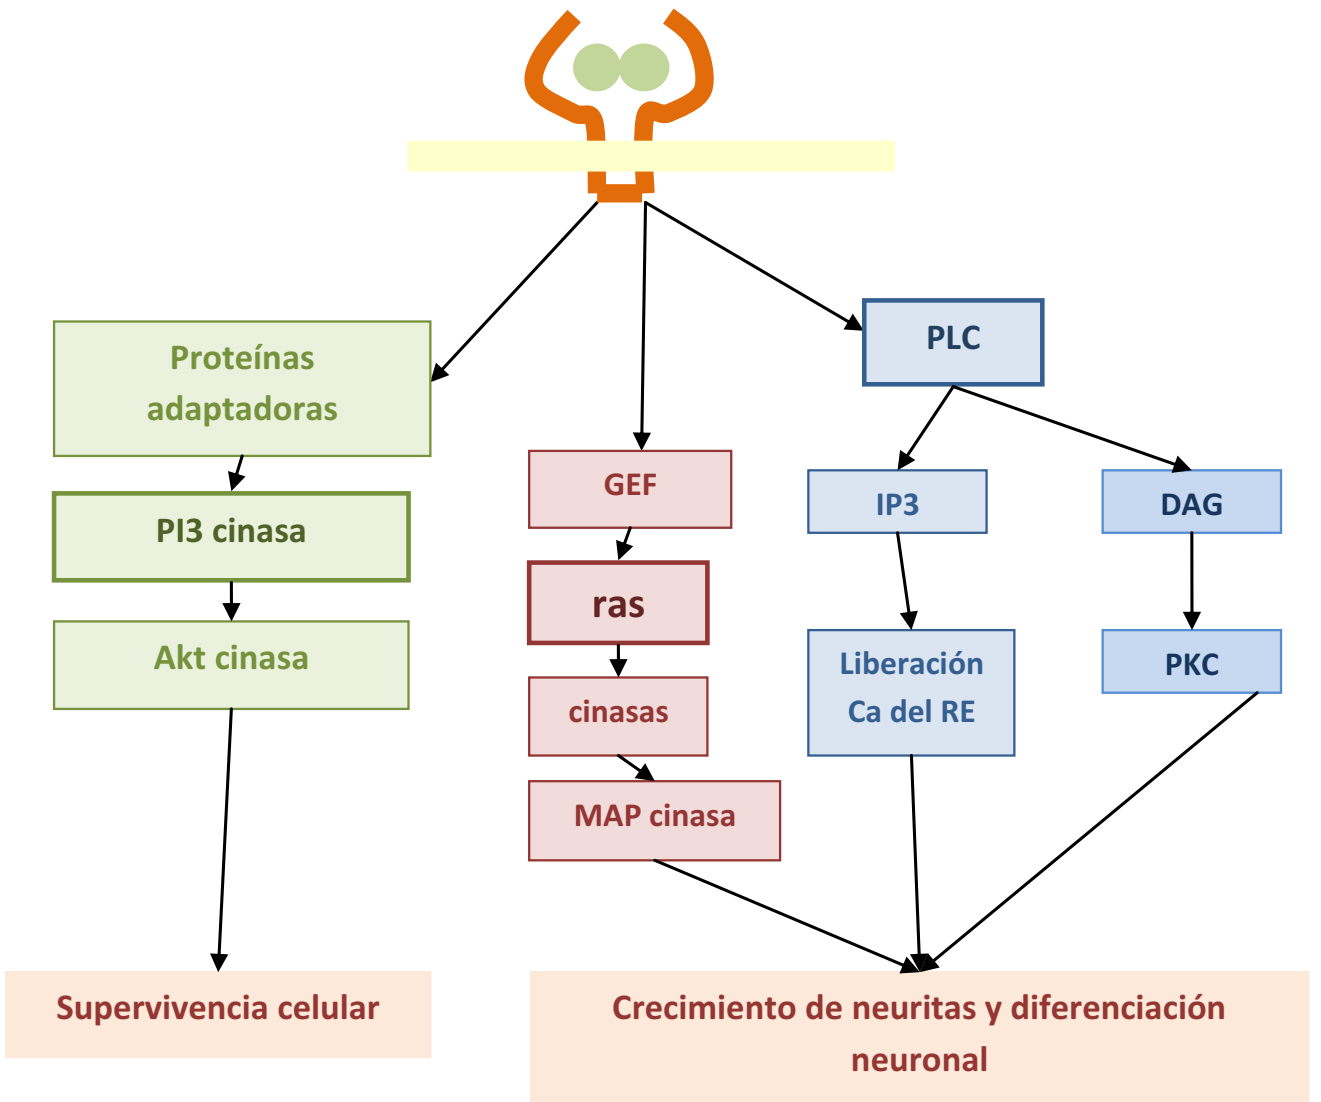 Proteínas
adaptadoras
PI3 cinasa
Akt cinasa
Supervivencia celular
GEF
ras
cinasas
MAP cinasa
PLC
IP3
DAG
Liberación
Ca del RE
PKC
Crecimiento de neuritas y diferenciación
neuronal